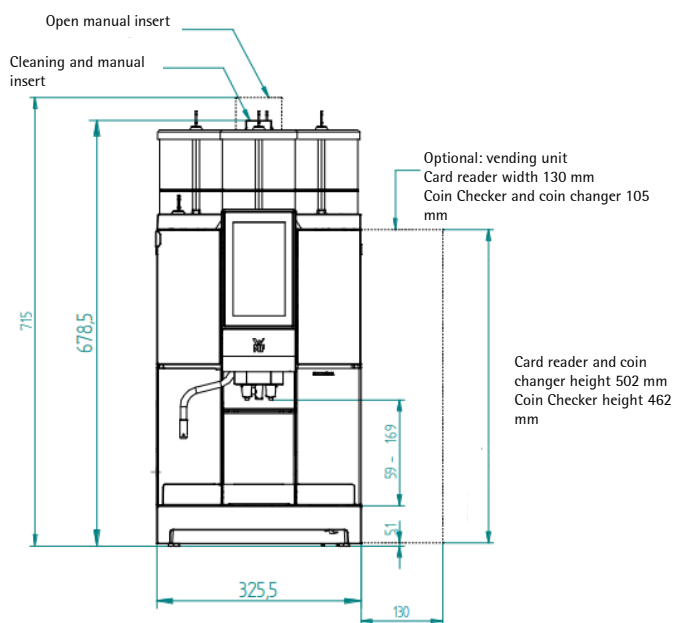 Open manual insert
Cleaning and manual
insert
Optional: vending unit
Card reader width 130 mm
Coin Checker and coin changer 105
mm
715
678,5
WMF
Card reader and coin
changer height 502 mm
Coin Checker height 462
mm
59 - 169
51
325,5
130